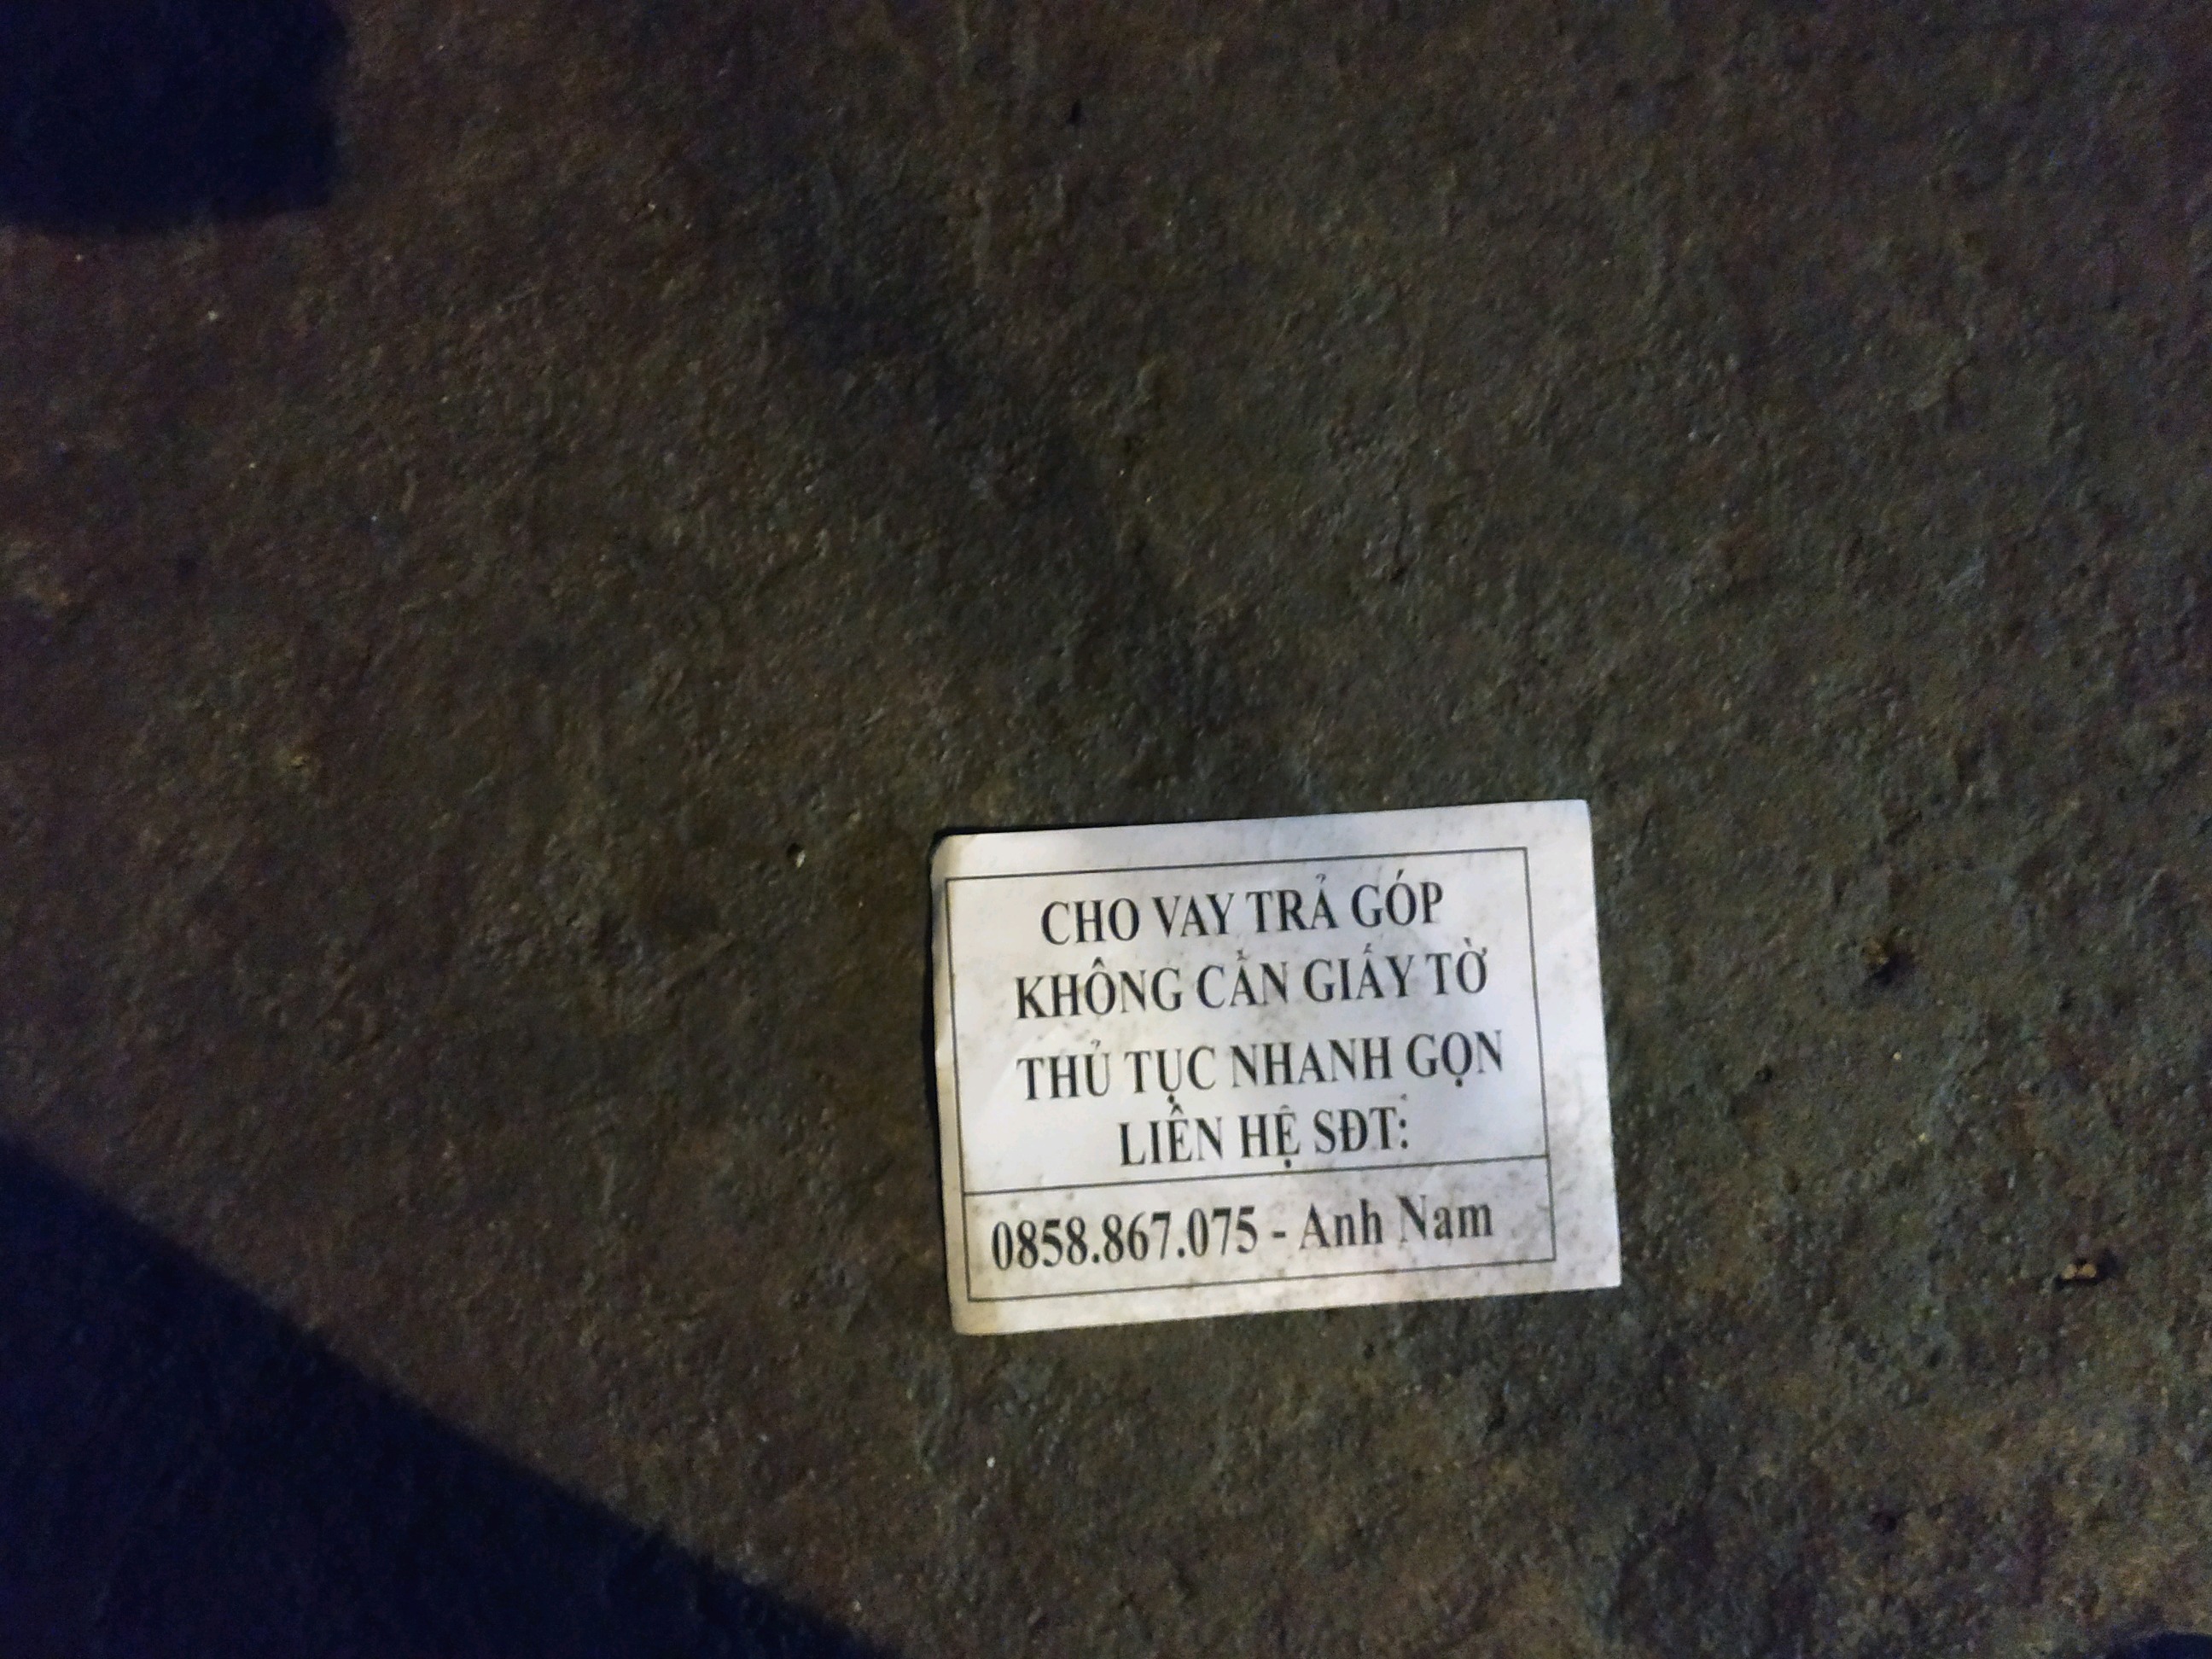 CHO VAY TRẢ GÓP
KHÔNG CẦN GIẤY TỜ
THỦ TỤC NHANH GỌN
LIÊN HỆ SĐT:
0858.867.075 - Anh Nam